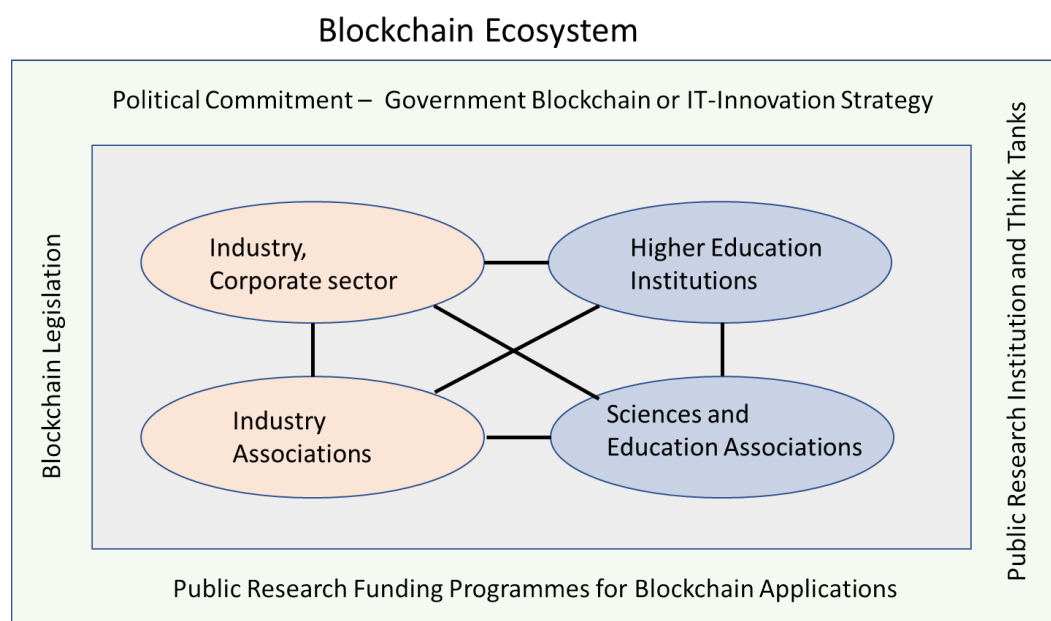 Blockchain Ecosystem
Political Commitment – Government Blockchain or IT-Innovation Strategy
Blockchain Legislation
Industry,
Corporate sector
Higher Education
Institutions
Industry
Associations
Sciences and
Education Associations
Public Research Institution and Think Tanks
Public Research Funding Programmes for Blockchain Applications